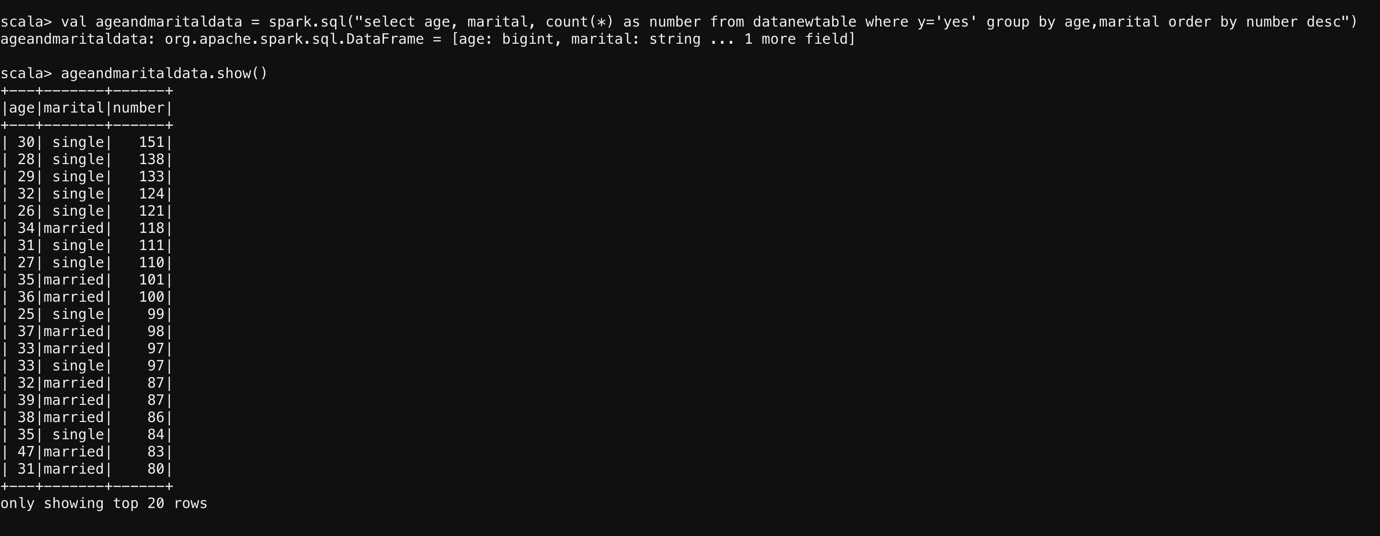 scala> val ageandmaritaldata = spark.sql("select age, marital, count(*) as number from datanewtable where y='yes' group by age,marital order by number desc")
ageandmaritaldata: org.apache.spark.sql.DataFrame = [age: bigint, marital: string ... 1 more field]
scala> ageandmaritaldata.show()
+---+-------+------+
|age|marital|number|
+---+-------+------+
| 30| single|   151|
| 28| single|   138|
| 29| single|   133|
| 32| single|   124|
| 26| single|   121|
| 34|married|   118|
| 31| single|   111|
| 27| single|   110|
| 35|married|   101|
| 36|married|   100|
| 25| single|    99|
| 37|married|    98|
| 33|married|    97|
| 33| single|    97|
| 32|married|    87|
| 39|married|    87|
| 38|married|    86|
| 35| single|    84|
| 47|married|    83|
| 31|married|    80|
+---+-------+------+
only showing top 20 rows